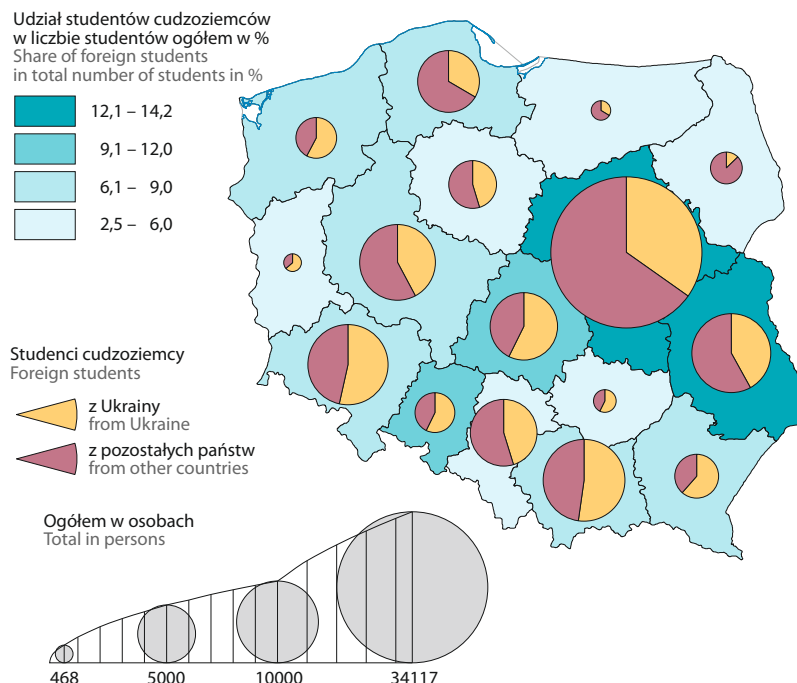 Udział studentów cudzoziemców
w liczbie studentów ogółem w %
Share of foreign students
in total number of students in %
12,1 – 14,2
9,1 – 12,0
6,1 – 9,0
2,5 – 6,0
Studenci cudzoziemcy
Foreign students
z Ukrainy
from Ukraine
z pozostałych państw
from other countries
Ogółem w osobach
Total in persons
468 5000 10000 34117